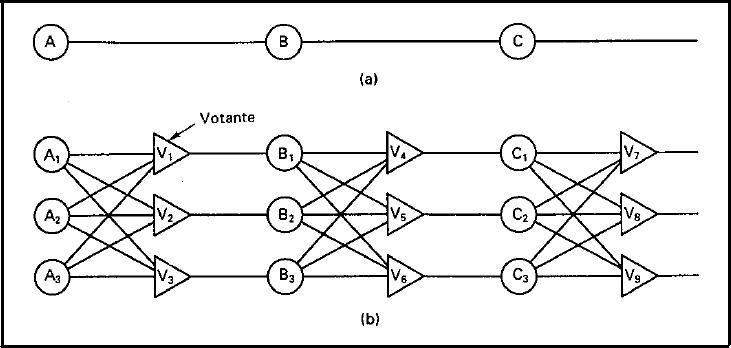 A B C
(a)
Votante
A1 V1 B1 V4 C1 V7
A2 V2 B2 V5 C2 V8
A3 V3 B3 V6 C3 V9
(b)